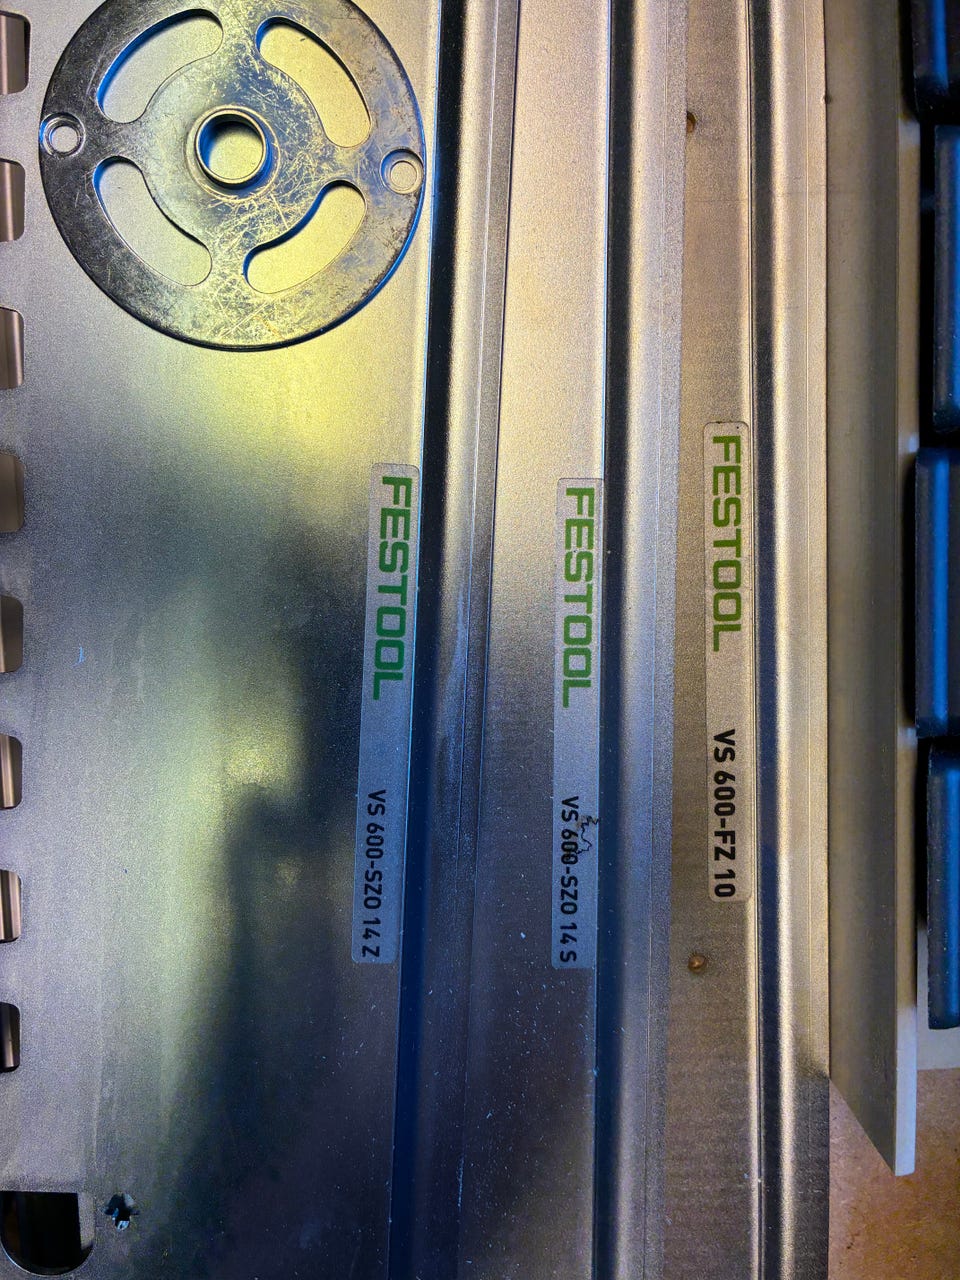 FESTOOL VS 600-SZO 14 Z
FESTOOL VS 600-SZO 14 S
FESTOOL VS 600-FZ 10